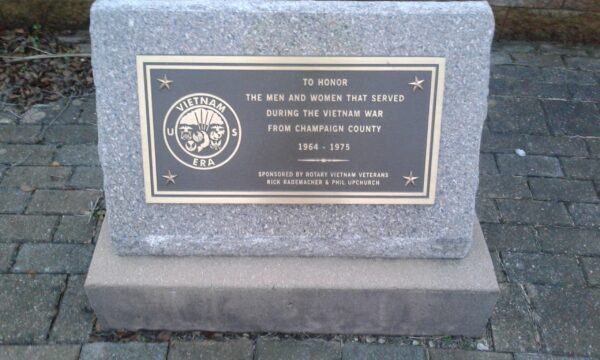 TO HONOR
THE MEN AND WOMEN THAT SERVED
DURING THE VIETNAM WAR
FROM CHAMPAIGN COUNTY
1964 - 1975
SPONSORED BY ROTARY VIETNAM VETERANS
RICK RADEMACHER & PHIL UPCHURCH
VIETNAM
U S
ERA